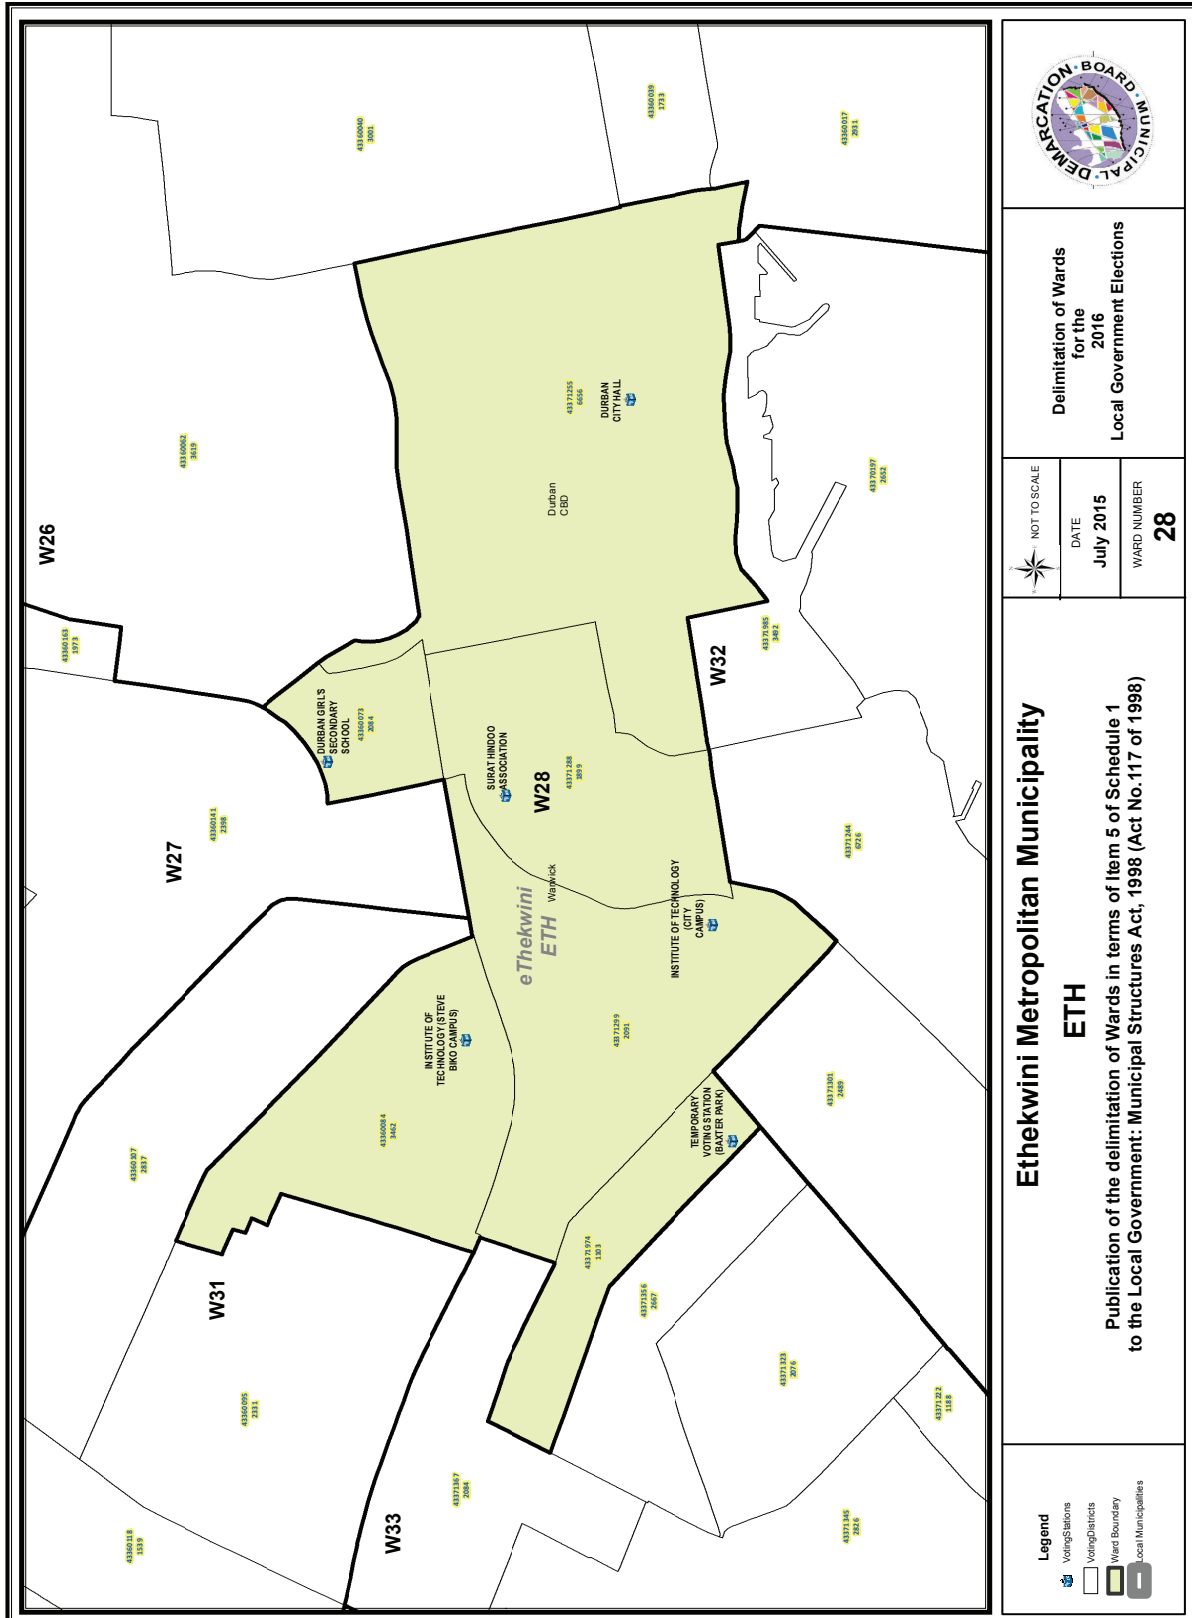 W26
43360163
1973
43360062
3619
43360040
3001
43360039
1733
43360017
2931
W27
43360141
2398
DURBAN GIRL'S
SECONDARY
SCHOOL
43360073
2084
43371255
6656
DURBAN
CITY HALL
Durban
CBD
43360107
2837
INSTITUTE OF
TECHNOLOGY (STEVE
BIKO CAMPUS)
43360084
3462
SURAT HINDOO
ASSOCIATION
W28
43371288
1899
eThekwini
ETH
Warwick
INSTITUTE OF TECHNOLOGY
(CITY
CAMPUS)
43371299
2091
W32
43371985
3492
43370197
2652
43371244
6726
W31
43360095
2331
43360118
1539
W33
43371367
2084
43371974
1103
TEMPORARY
VOTING STATION
(BAXTER PARK)
43371356
2667
43371301
2489
43371323
2076
43371222
1188
43371345
2826
Legend
VotingStations
VotingDistricts
Ward Boundary
Local Municipalities
Ethekwini Metropolitan Municipality
ETH
Publication of the delimitation of Wards in terms of Item 5 of Schedule 1
to the Local Government: Municipal Structures Act, 1998 (Act No.117 of 1998)
NOT TO SCALE
DATE
July 2015
WARD NUMBER
28
Delimitation of Wards
for the
2016
Local Government Elections
MUNICIPAL DEMARCATION BOARD